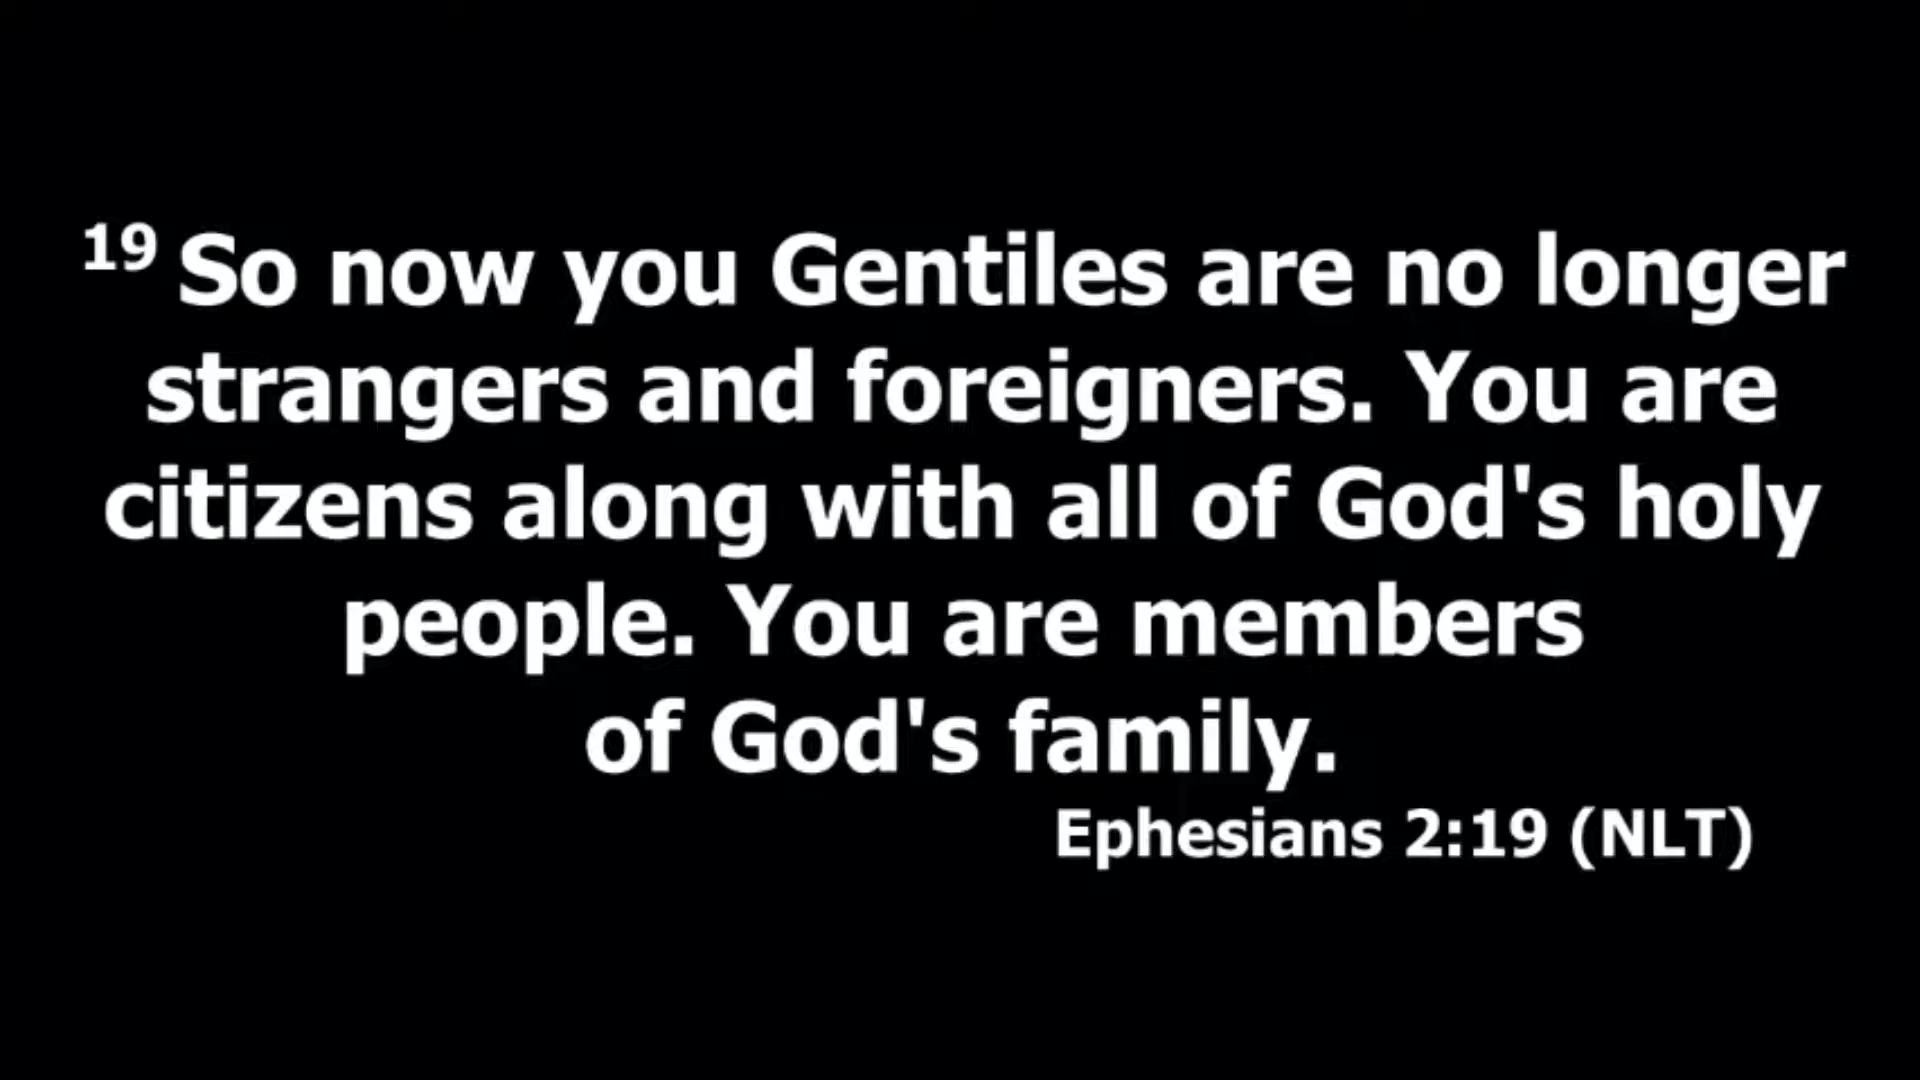 19 So now you Gentiles are no longer
strangers and foreigners. You are
citizens along with all of God's holy
people. You are members
of God's family.
Ephesians 2:19 (NLT)